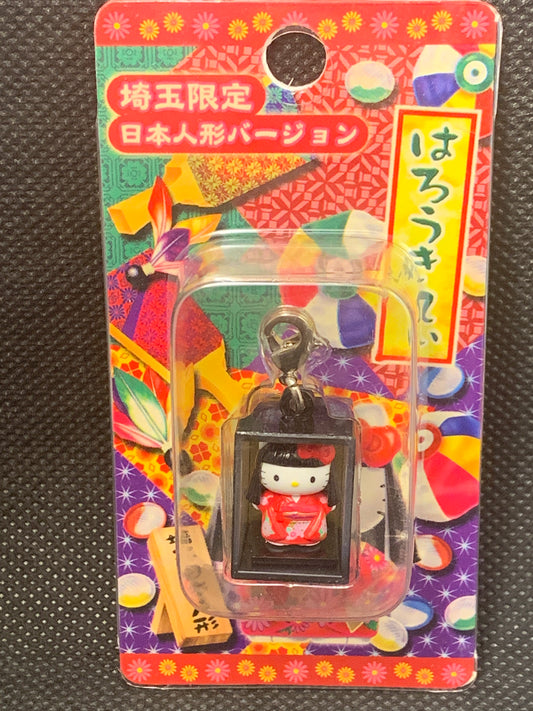 埼玉限定
日本人形バージョン
はろうきてぃ
形